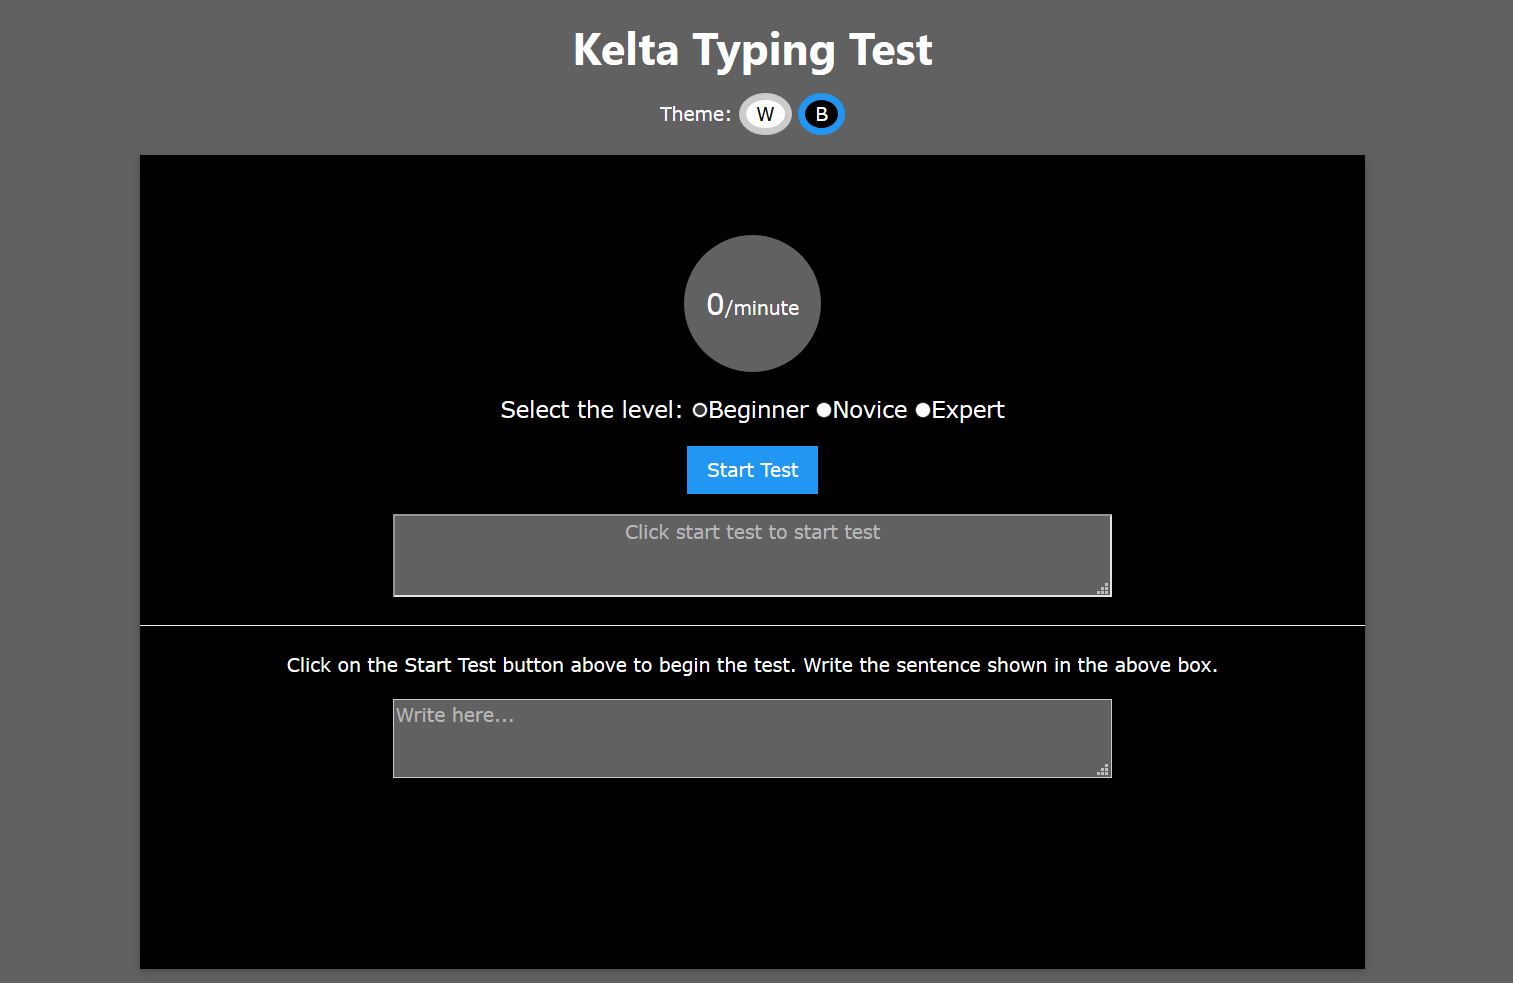 Kelta Typing Test
Theme: W B
0/minute
Select the level: Beginner Novice Expert
Start Test
Click start test to start test
Click on the Start Test button above to begin the test. Write the sentence shown in the above box.
Write here...